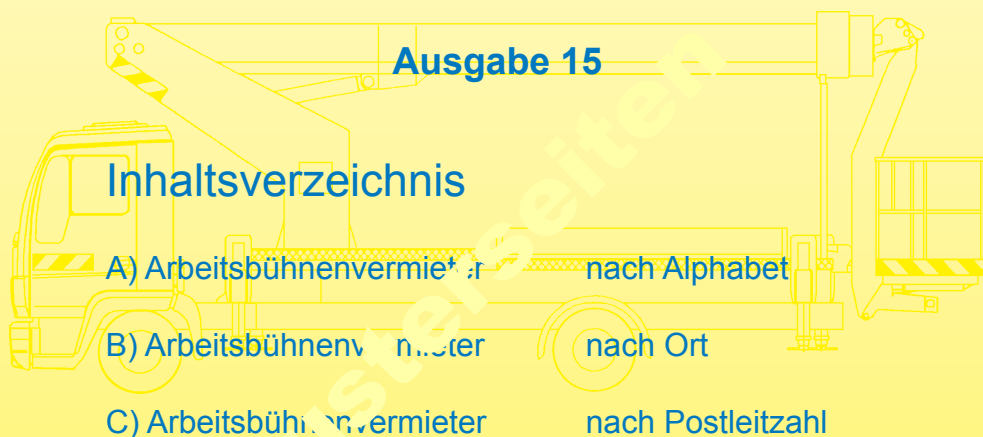 Ausgabe 15
Inhaltsverzeichnis
A) Arbeitsbühnenvermieter nach Alphabet
B) Arbeitsbühnenvermieter nach Ort
C) Arbeitsbühnenvermieter nach Postleitzahl